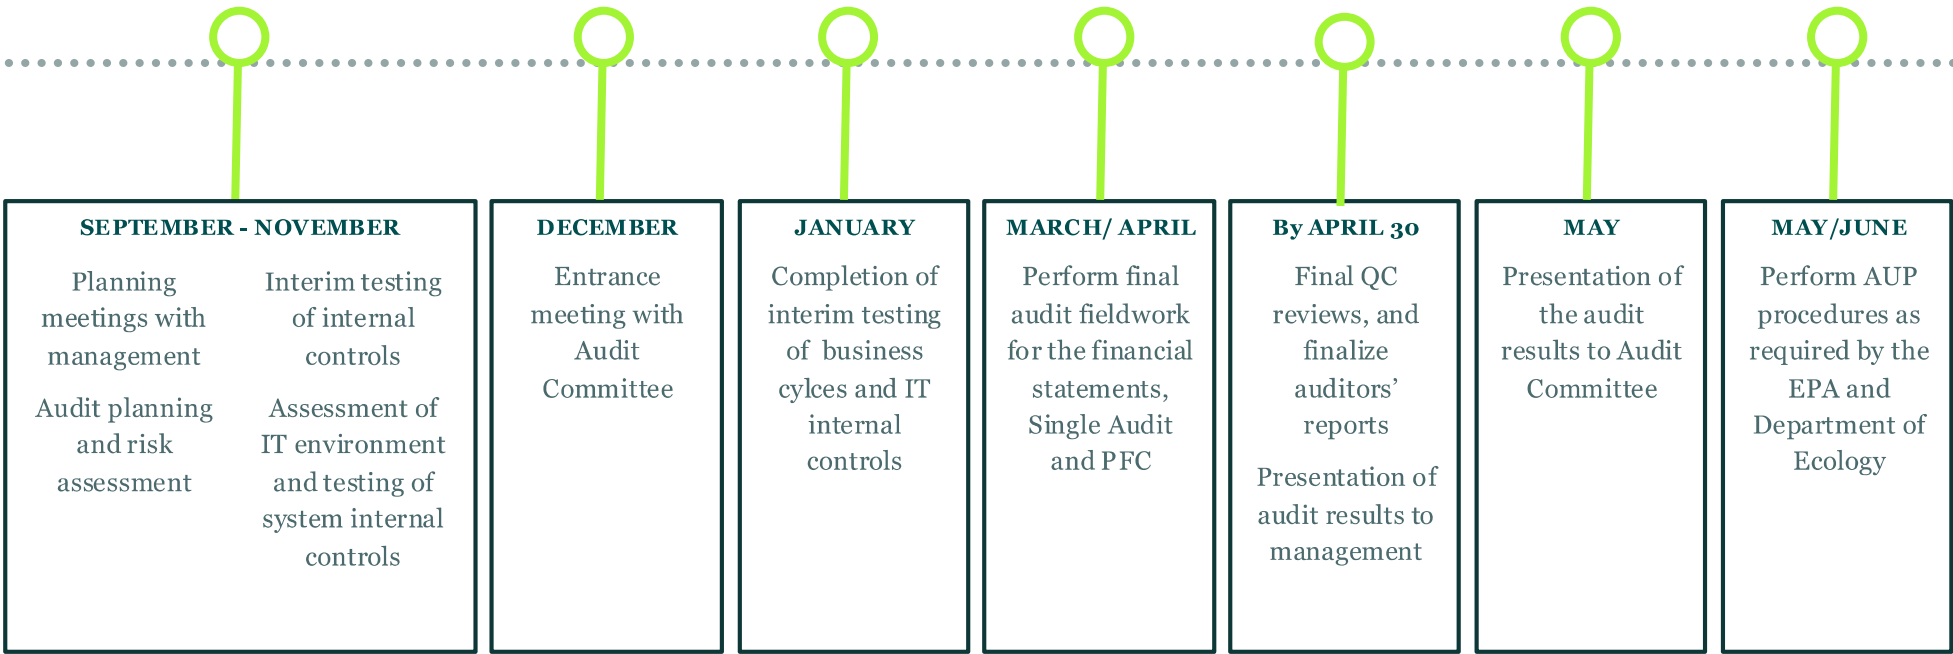 SEPTEMBER - NOVEMBER
Planning
meetings with
management
Audit planning
and risk
assessment
Interim testing
of internal
controls
Assessment of
IT environment
and testing of
system internal
controls
DECEMBER
Entrance
meeting with
Audit
Committee
JANUARY
Completion of
interim testing
of business
cylces and IT
internal
controls
MARCH/ APRIL
Perform final
audit fieldwork
for the financial
statements,
Single Audit
and PFC
By APRIL 30
Final QC
reviews, and
finalize
auditors’
reports
Presentation of
audit results to
management
MAY
Presentation of
the audit
results to Audit
Committee
MAY/JUNE
Perform AUP
procedures as
required by the
EPA and
Department of
Ecology